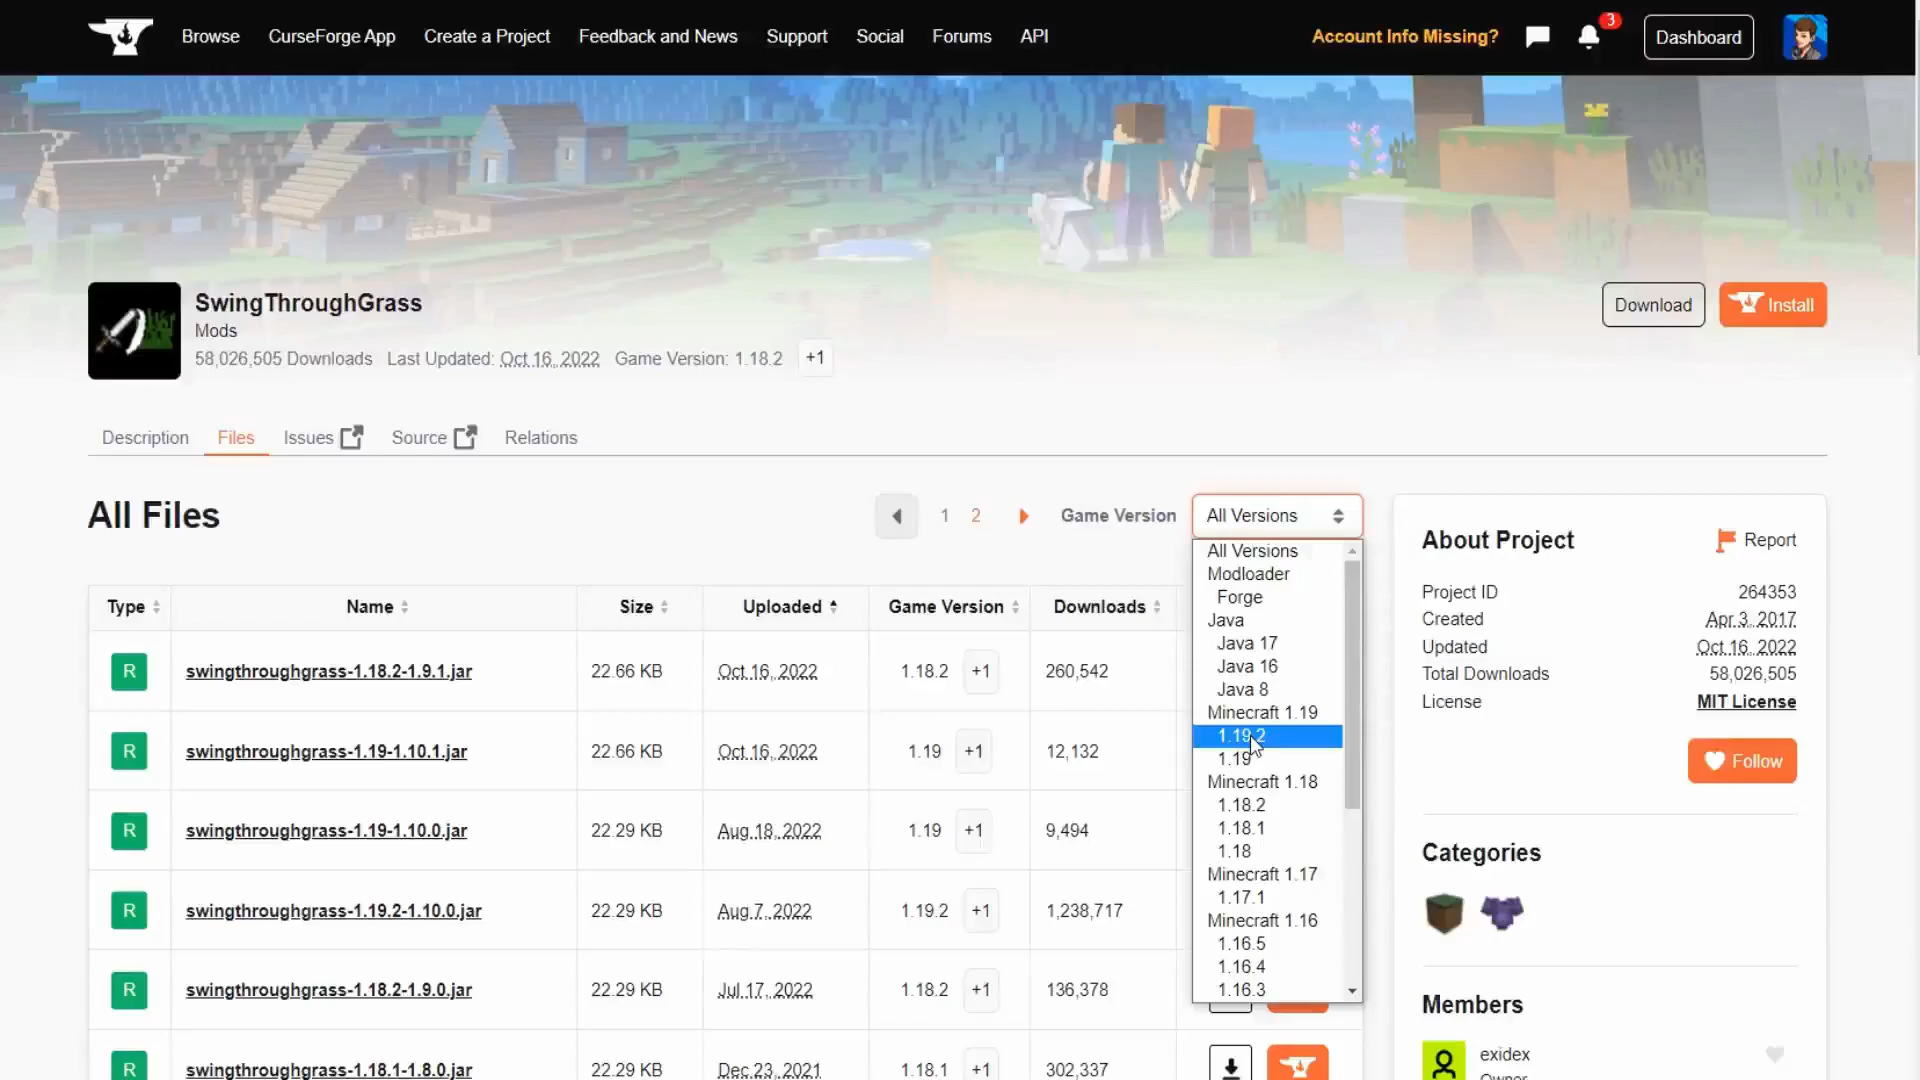 Browse CurseForge App Create a Project Feedback and News Support Social Forums API Account Info Missing? 3 Dashboard
SwingThroughGrass
Mods
58,026,505 Downloads Last Updated: Oct 16, 2022 Game Version: 1.18.2 +1
Download Install
Description Files Issues Source Relations
All Files
1 2 Game Version All Versions
All Versions
Modloader
Forge
Java
Java 17
Java 16
Java 8
Minecraft 1.19
1.19.2
1.19
Minecraft 1.18
1.18.2
1.18.1
1.18
Minecraft 1.17
1.17.1
Minecraft 1.16
1.16.5
1.16.4
1.16.3
Type Name Size Uploaded Game Version Downloads
R swingthroughgrass-1.18.2-1.9.1.jar 22.66 KB Oct 16, 2022 1.18.2 +1 260,542
R swingthroughgrass-1.19-1.10.1.jar 22.66 KB Oct 16, 2022 1.19 +1 12,132
R swingthroughgrass-1.19-1.10.0.jar 22.29 KB Aug 18, 2022 1.19 +1 9,494
R swingthroughgrass-1.19.2-1.10.0.jar 22.29 KB Aug 7, 2022 1.19.2 +1 1,238,717
R swingthroughgrass-1.18.2-1.9.0.jar 22.29 KB Jul 17, 2022 1.18.2 +1 136,378
R swingthroughgrass-1.18.1-1.8.0.jar 22.29 KB Dec 23, 2021 1.18.1 +1 302,337
About Project Report
Project ID 264353
Created Apr 3, 2017
Updated Oct 16, 2022
Total Downloads 58,026,505
License MIT License
Follow
Categories
Members
exidex
Owner